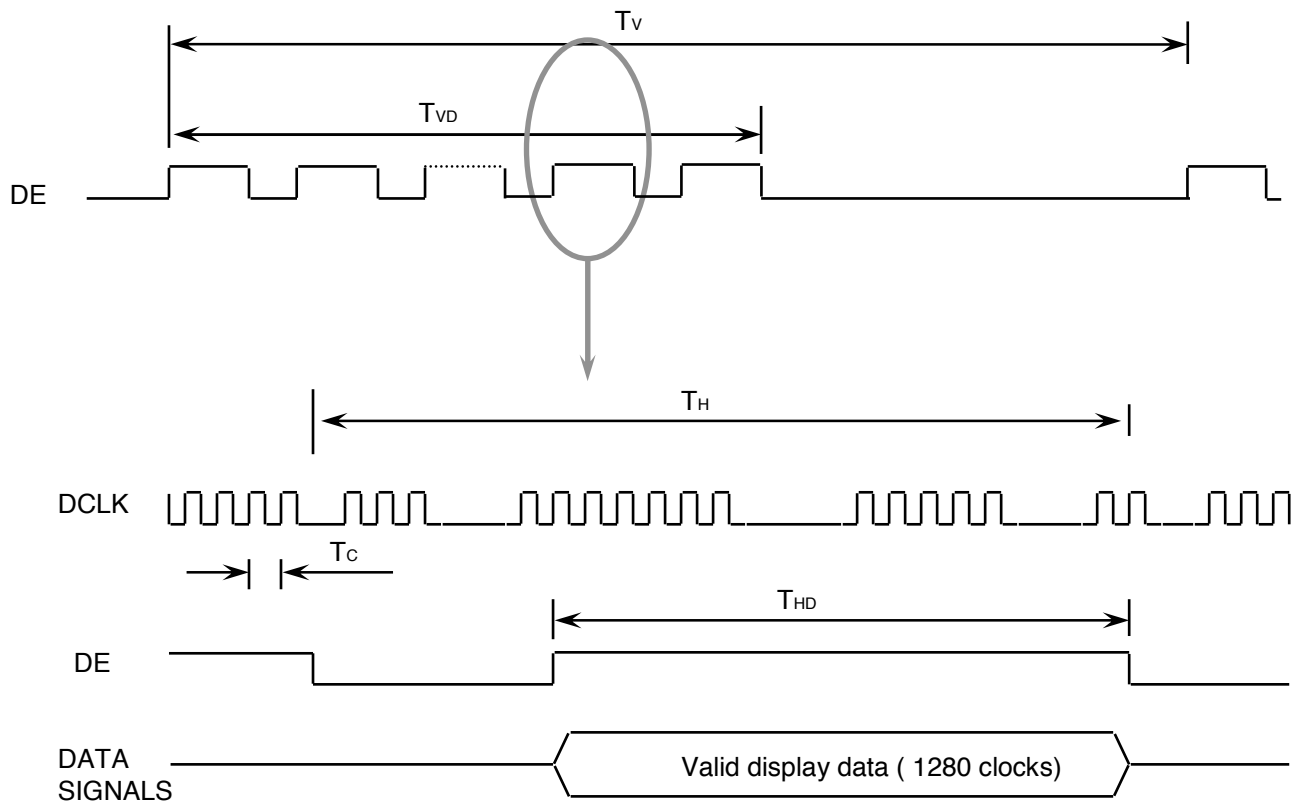 TV
TVD
DE
TH
DCLK
TC
THD
DE
DATA
SIGNALS
Valid display data ( 1280 clocks)